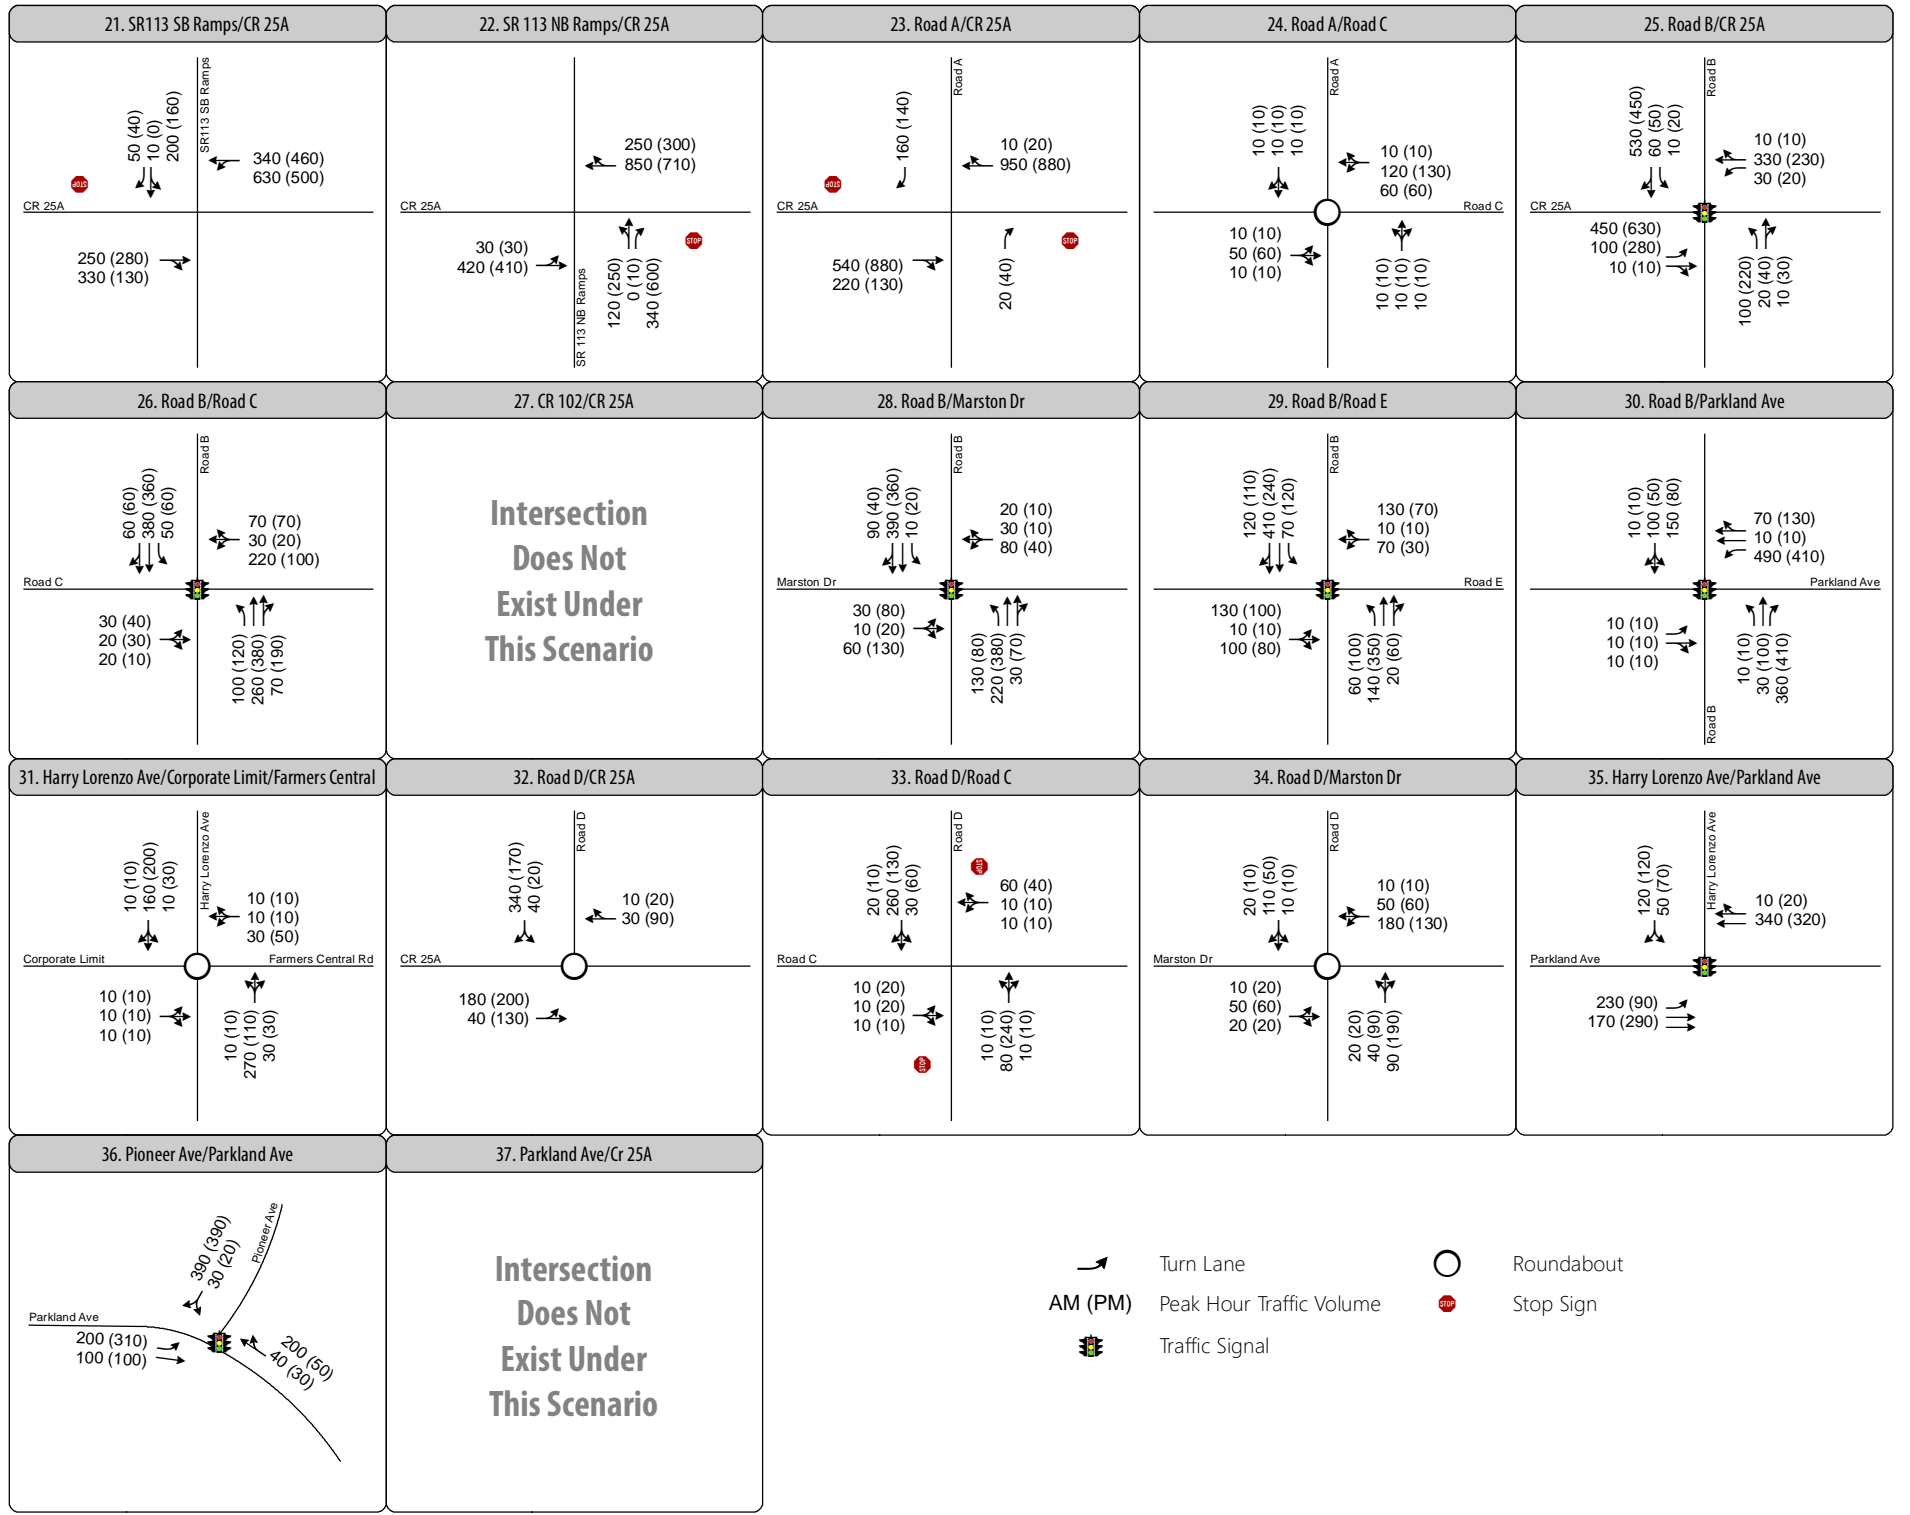 21. SR113 SB Ramps/CR 25A
50 (40)
10 (0)
200 (160)
SR113 SB Ramps
340 (460)
630 (500)
STOP
CR 25A
250 (280)
330 (130)
22. SR 113 NB Ramps/CR 25A
250 (300)
850 (710)
CR 25A
30 (30)
420 (410)
SR 113 NB Ramps
120 (250)
0 (10)
340 (600)
STOP
23. Road A/CR 25A
160 (140)
Road A
10 (20)
950 (880)
STOP
CR 25A
540 (880)
220 (130)
20 (40)
STOP
24. Road A/Road C
10 (10)
10 (10)
10 (10)
Road A
10 (10)
120 (130)
60 (60)
Road C
10 (10)
50 (60)
10 (10)
10 (10)
10 (10)
10 (10)
25. Road B/CR 25A
530 (450)
60 (50)
10 (20)
Road B
10 (10)
330 (230)
30 (20)
CR 25A
450 (630)
100 (280)
10 (10)
100 (220)
20 (40)
10 (30)
26. Road B/Road C
60 (60)
380 (360)
50 (60)
Road B
70 (70)
30 (20)
220 (100)
Road C
30 (40)
20 (30)
20 (10)
100 (120)
260 (380)
70 (190)
27. CR 102/CR 25A
Intersection
Does Not
Exist Under
This Scenario
28. Road B/Marston Dr
90 (40)
390 (360)
10 (20)
Road B
20 (10)
30 (10)
80 (40)
Marston Dr
30 (80)
10 (20)
60 (130)
130 (80)
220 (380)
30 (70)
29. Road B/Road E
120 (110)
410 (240)
70 (120)
Road B
130 (70)
10 (10)
70 (30)
Road E
130 (100)
10 (10)
100 (80)
60 (100)
140 (350)
20 (60)
30. Road B/Parkland Ave
10 (10)
100 (50)
150 (80)
70 (130)
10 (10)
490 (410)
Parkland Ave
10 (10)
10 (10)
10 (10)
Road B
10 (10)
30 (100)
360 (410)
31. Harry Lorenzo Ave/Corporate Limit/Farmers Central
10 (10)
160 (200)
10 (30)
Harry Lorenzo Ave
10 (10)
10 (10)
30 (50)
Corporate Limit
Farmers Central Rd
10 (10)
10 (10)
10 (10)
10 (10)
270 (110)
30 (30)
32. Road D/CR 25A
340 (170)
40 (20)
Road D
10 (20)
30 (90)
CR 25A
180 (200)
40 (130)
33. Road D/Road C
20 (10)
260 (130)
30 (60)
Road D
STOP
60 (40)
10 (10)
10 (10)
Road C
10 (20)
10 (20)
10 (10)
STOP
10 (10)
80 (240)
10 (10)
34. Road D/Marston Dr
20 (10)
110 (50)
10 (10)
Road D
10 (10)
50 (60)
180 (130)
Marston Dr
10 (20)
50 (60)
20 (20)
20 (20)
40 (90)
90 (190)
35. Harry Lorenzo Ave/Parkland Ave
120 (120)
50 (70)
Harry Lorenzo Ave
10 (20)
340 (320)
Parkland Ave
230 (90)
170 (290)
36. Pioneer Ave/Parkland Ave
390 (390)
30 (20)
Pioneer Ave
Parkland Ave
200 (310)
100 (100)
200 (50)
40 (30)
37. Parkland Ave/Cr 25A
Intersection
Does Not
Exist Under
This Scenario
Turn Lane
Roundabout
AM (PM) Peak Hour Traffic Volume
STOP Stop Sign
Traffic Signal